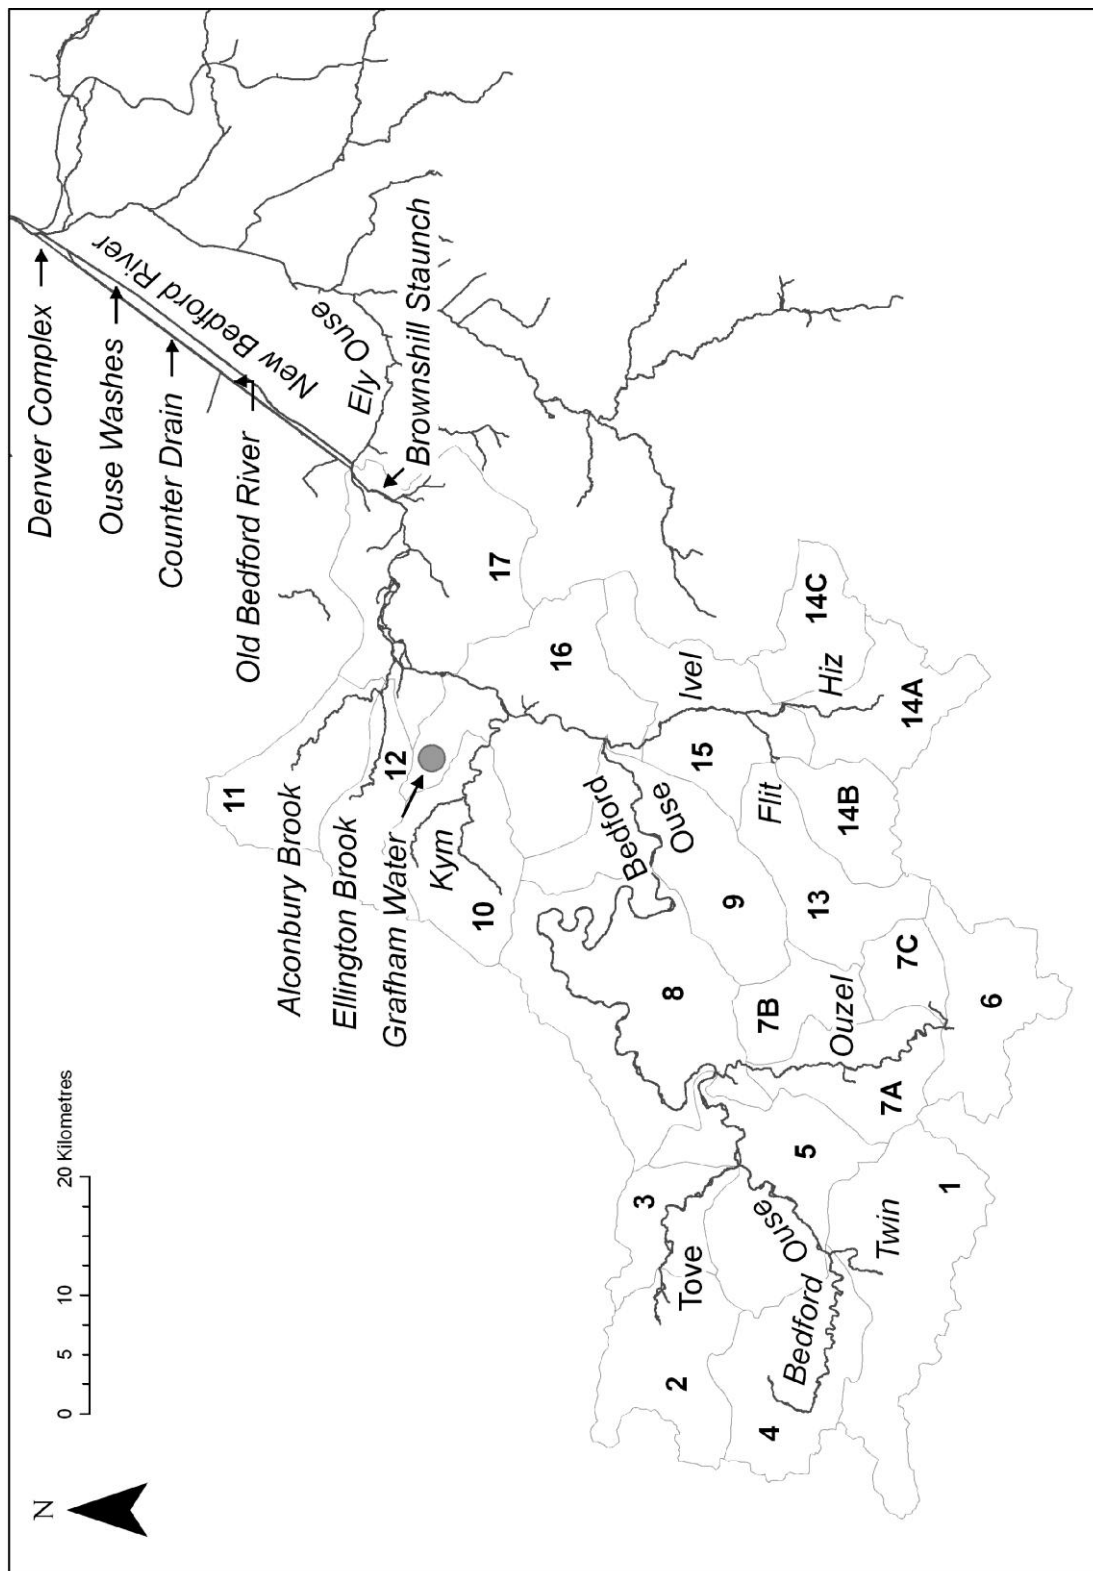 N
0 5 10 20 Kilometres
Denver Complex
Ouse Washes
Counter Drain
Old Bedford River
New Bedford River
Ely Ouse
Brownshill Staunch
Alconbury Brook
Ellington Brook
Grafham Water
Kym
11
12
10
17
16
Bedford
Ouse
Ivel
Hiz
Flit
15
14C
14A
14B
13
9
8
7B
7C
Ouzel
7A
6
3
Tove
2
5
Bedford
Ouse
4
Twin
1